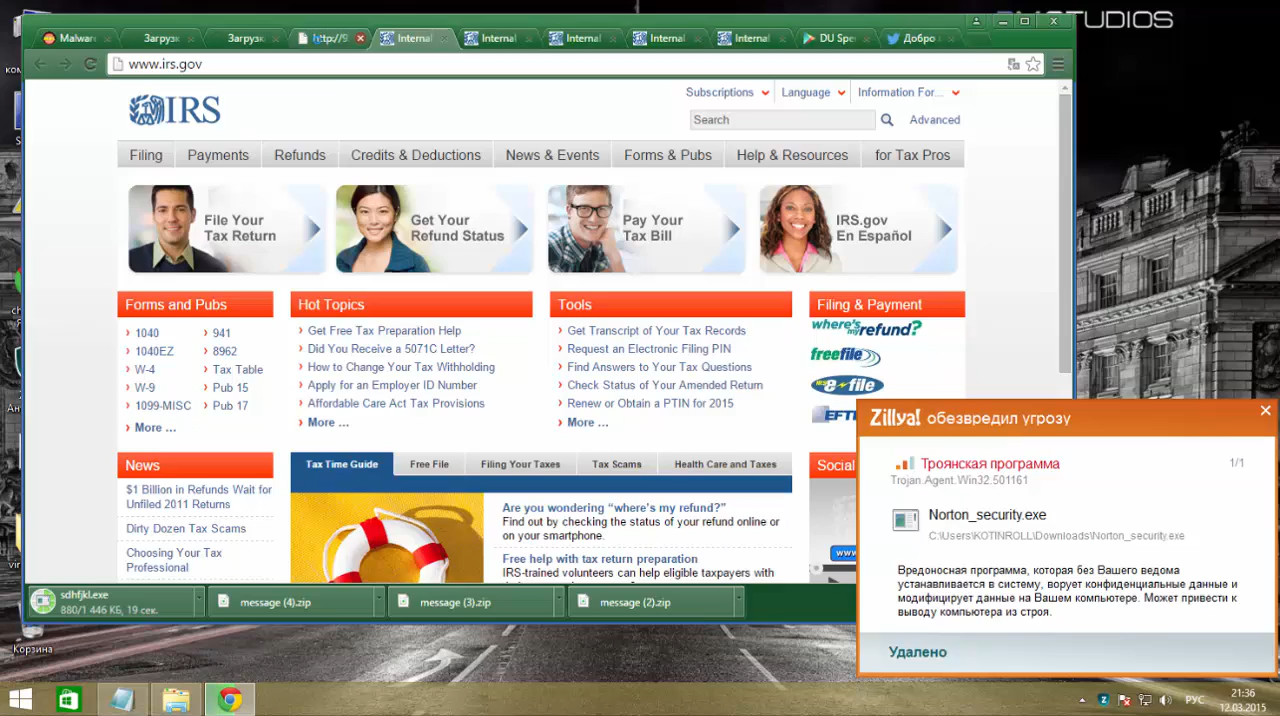 STUDIOS
Malwar
Загрузк
Загрузк
http://9
Internal
Internal
Internal
Internal
Internal
DU Spe
Добро
www.irs.gov
Subscriptions
Language
Information For...
IRS
Search
Advanced
Filing
Payments
Refunds
Credits & Deductions
News & Events
Forms & Pubs
Help & Resources
for Tax Pros
File Your
Tax Return
Get Your
Refund Status
Pay Your
Tax Bill
IRS.gov
En Español
Forms and Pubs
1040
941
1040EZ
8962
W-4
Tax Table
W-9
Pub 15
1099-MISC
Pub 17
More ...
Hot Topics
Get Free Tax Preparation Help
Did You Receive a 5071C Letter?
How to Change Your Tax Withholding
Apply for an Employer ID Number
Affordable Care Act Tax Provisions
More ...
Tools
Get Transcript of Your Tax Records
Request an Electronic Filing PIN
Find Answers to Your Tax Questions
Check Status of Your Amended Return
Renew or Obtain a PTIN for 2015
More ...
Filing & Payment
where's my refund?
freefile
IRS e-file
EFT
News
$1 Billion in Refunds Wait for
Unfiled 2011 Returns
Dirty Dozen Tax Scams
Choosing Your Tax
Professional
Tax Time Guide
Free File
Filing Your Taxes
Tax Scams
Health Care and Taxes
Are you wondering “where's my refund?”
Find out by checking the status of your refund online or
on your smartphone.
Free help with tax return preparation
IRS-trained volunteers can help eligible taxpayers with
Social
www
Zillya! обезвредил угрозу
Троянская программа
1/1
Trojan.Agent.Win32.501161
Norton_security.exe
C:\Users\KOTINROLL\Downloads\Norton_security.exe
Вредоносная программа, которая без Вашего ведома
устанавливается в систему, ворует конфиденциальные данные и
модифицирует данные на Вашем компьютере. Может привести к
выводу компьютера из строя.
Удалено
sdhfjkl.exe
880/1 446 КБ, 19 сек.
message (4).zip
message (3).zip
message (2).zip
Корзина
РУС
21:36
12.03.2015